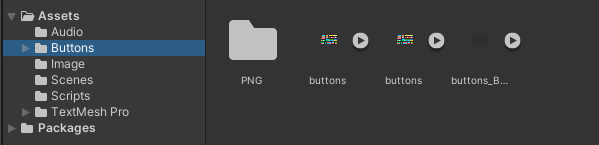 Assets
Audio
Buttons
Image
Scenes
Scripts
TextMesh Pro
Packages
PNG
buttons
buttons
buttons_B...